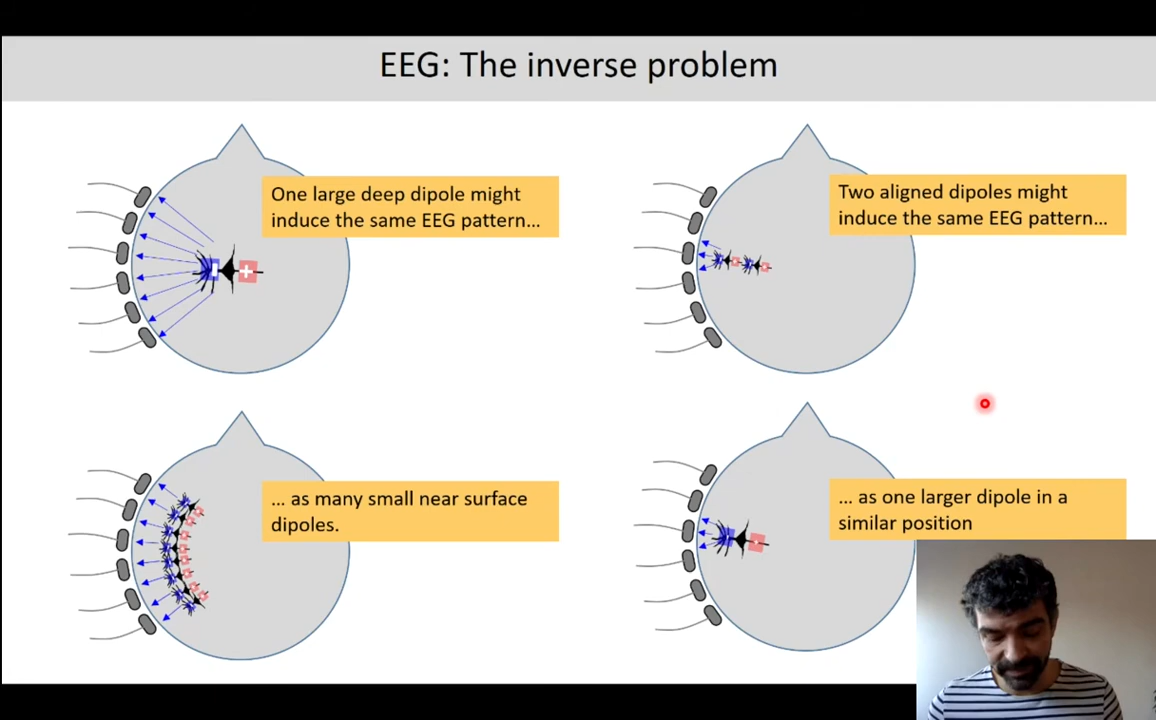 EEG: The inverse problem
One large deep dipole might
induce the same EEG pattern...
Two aligned dipoles might
induce the same EEG pattern...
... as many small near surface
dipoles.
... as one larger dipole in a
similar position